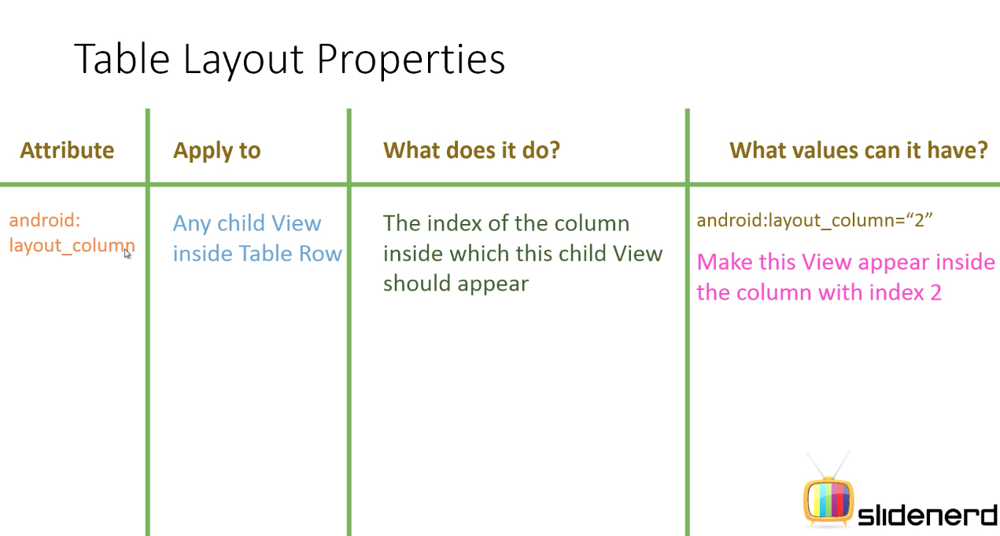 Table Layout Properties
Attribute
Apply to
What does it do?
What values can it have?
android:
layout_column
Any child View
inside Table Row
The index of the column
inside which this child View
should appear
android:layout_column=“2”
Make this View appear inside
the column with index 2
slidenerd